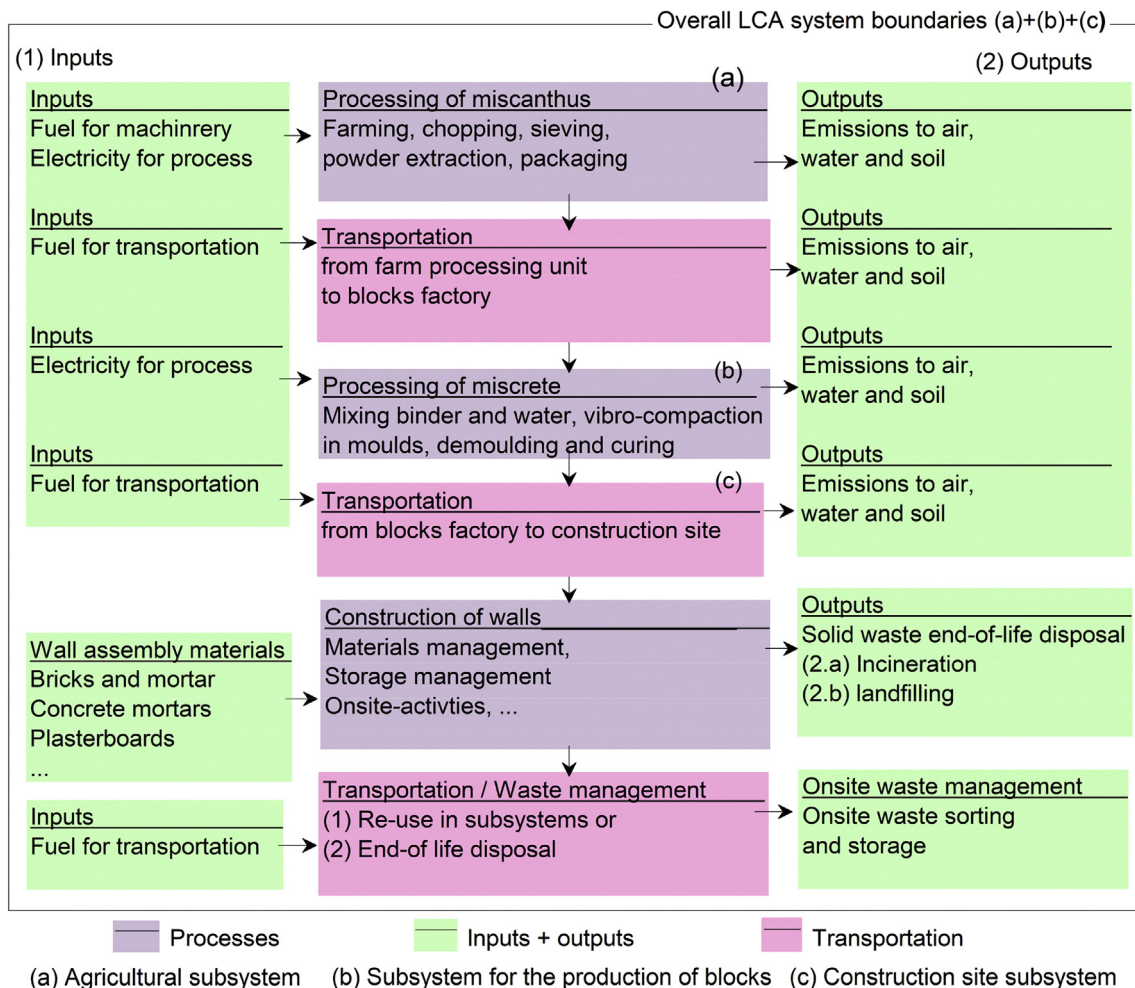 Overall LCA system boundaries (a)+(b)+(c)
(1) Inputs
(2) Outputs
Inputs
Fuel for machinrery
Electricity for process
(a)
Processing of miscanthus
Farming, chopping, sieving,
powder extraction, packaging
Outputs
Emissions to air,
water and soil
Inputs
Fuel for transportation
Transportation
from farm processing unit
to blocks factory
Outputs
Emissions to air,
water and soil
Inputs
Electricity for process
(b)
Processing of miscrete
Mixing binder and water, vibro-compaction
in moulds, demoulding and curing
Outputs
Emissions to air,
water and soil
Inputs
Fuel for transportation
(c)
Transportation
from blocks factory to construction site
Outputs
Emissions to air,
water and soil
Wall assembly materials
Bricks and mortar
Concrete mortars
Plasterboards
...
Construction of walls
Materials management,
Storage management
Onsite-activties, ...
Outputs
Solid waste end-of-life disposal
(2.a) Incineration
(2.b) landfilling
Inputs
Fuel for transportation
Transportation / Waste management
(1) Re-use in subsystems or
(2) End-of life disposal
Onsite waste management
Onsite waste sorting
and storage
Processes
Inputs + outputs
Transportation
(a) Agricultural subsystem
(b) Subsystem for the production of blocks
(c) Construction site subsystem